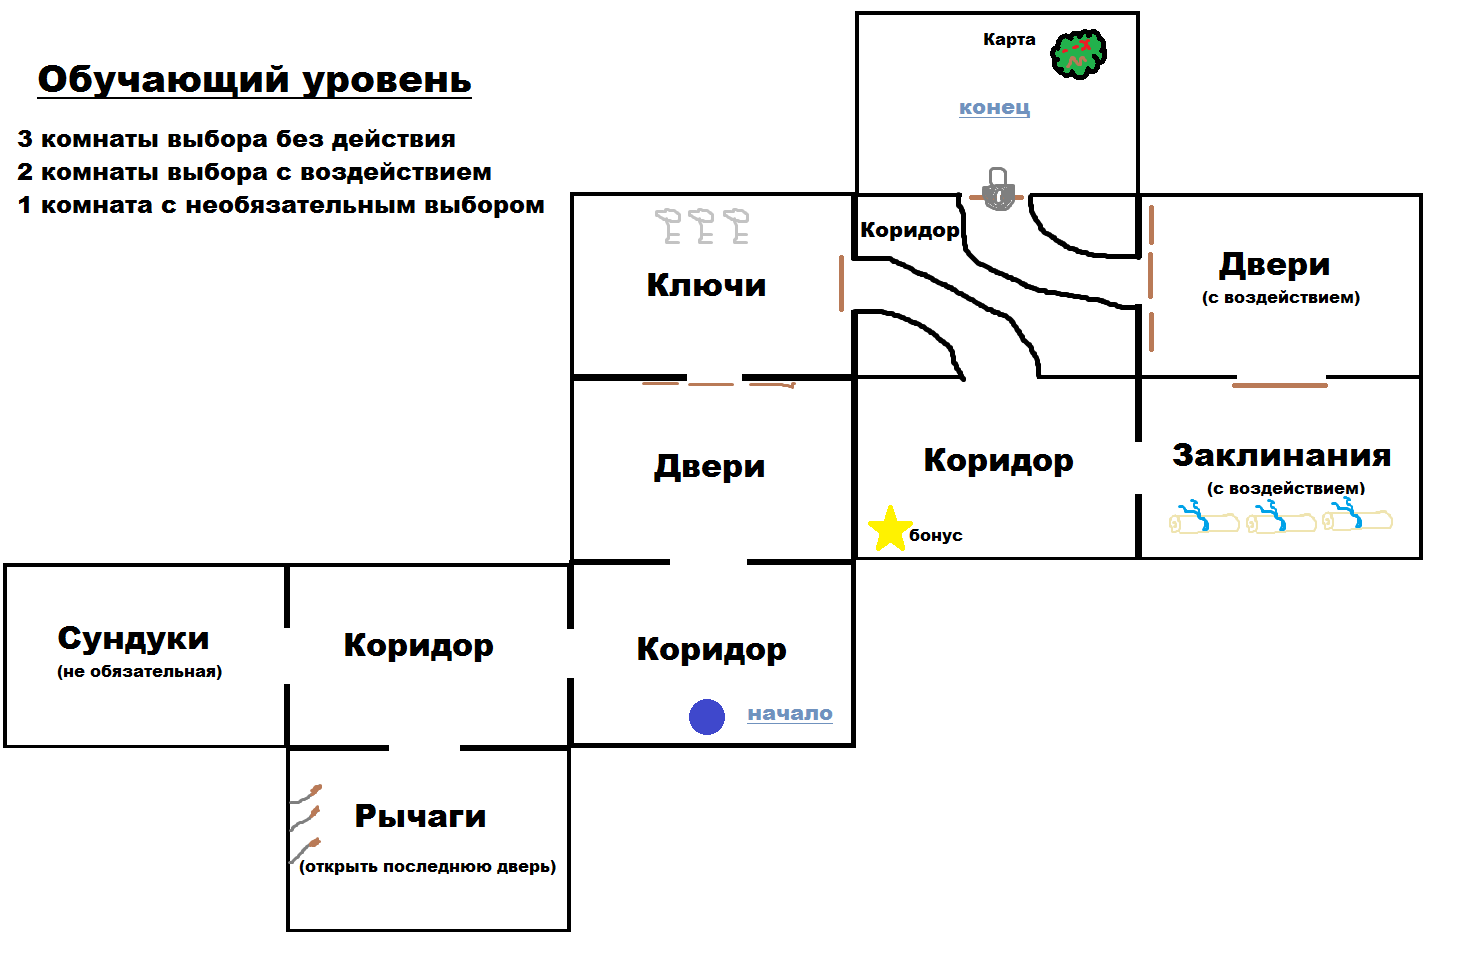 Обучающий уровень
3 комнаты выбора без действия
2 комнаты выбора с воздействием
1 комната с необязательным выбором
Карта
конец
Коридор
Ключи
Двери
(с воздействием)
Двери
Коридор
бонус
Заклинания
(с воздействием)
Сундуки
(не обязательная)
Коридор
Коридор
начало
Рычаги
(открыть последнюю дверь)